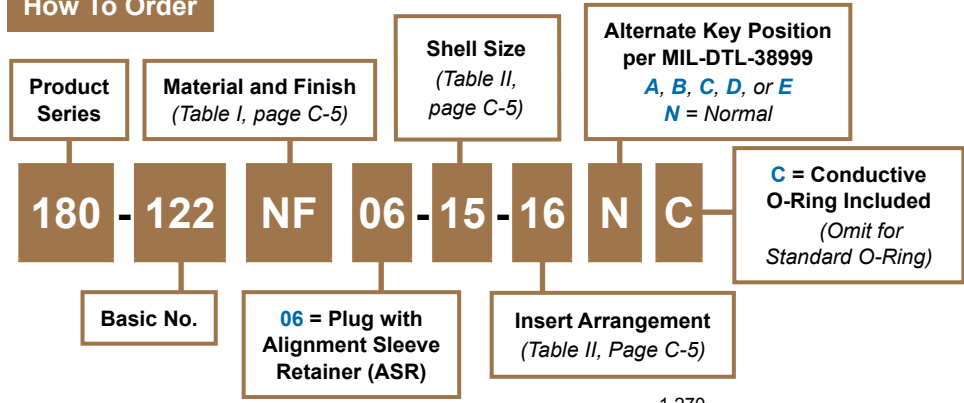 How To Order
Product
Series
Material and Finish
(Table I, page C-5)
Shell Size
(Table II,
page C-5)
Alternate Key Position
per MIL-DTL-38999
A, B, C, D, or E
N = Normal
180 - 122 NF 06 - 15 - 16 N C
C = Conductive
O-Ring Included
(Omit for
Standard O-Ring)
Basic No.
06 = Plug with
Alignment Sleeve
Retainer (ASR)
Insert Arrangement
(Table II, Page C-5)
1.270